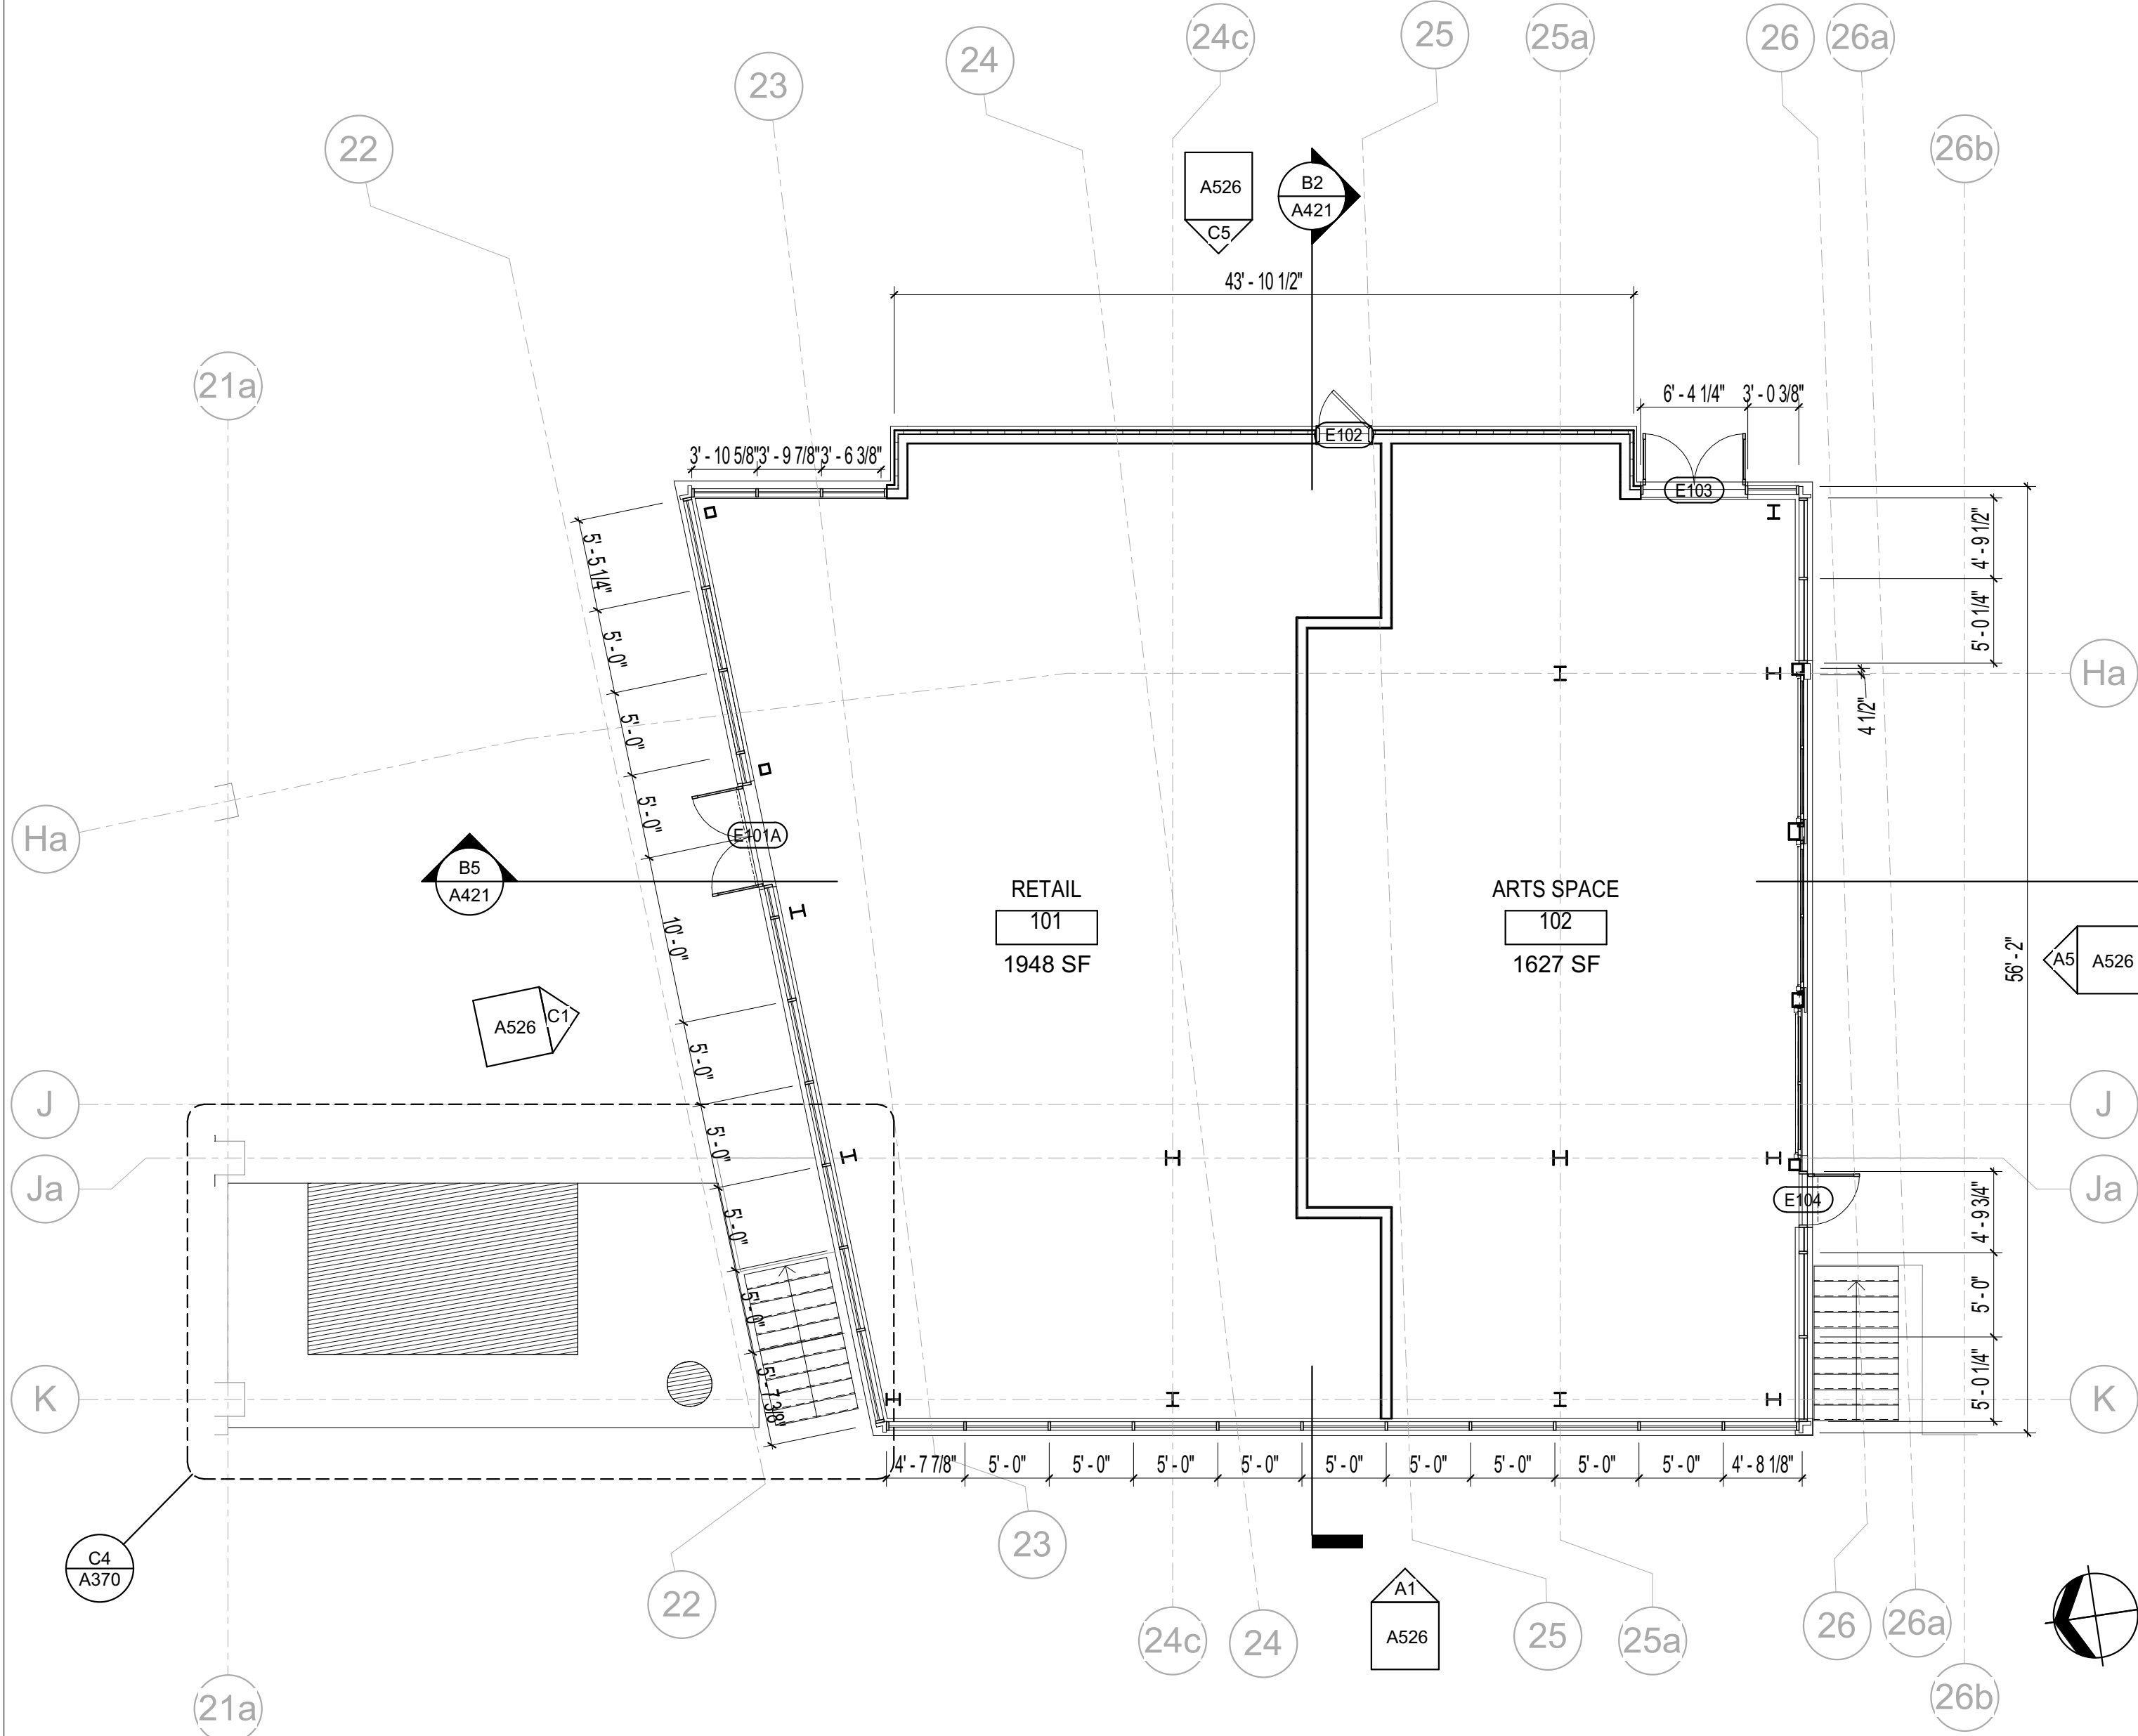 22
23
24
24c
25
25a
26
26a
26b
A526
C5
B2
A421
43' - 10 1/2"
21a
6' - 4 1/4"
3' - 0 3/8"
E102
3' - 10 5/8"
3' - 9 7/8"
3' - 6 3/8"
E103
5' - 5 1/4"
5' - 0"
5' - 0"
5' - 0"
10' - 0"
5' - 0"
5' - 0"
5' - 0"
5' - 0"
5' - 7 3/8"
4' - 9 1/2"
5' - 0 1/4"
Ha
4 1/2"
Ha
E101A
B5
A421
RETAIL
101
1948 SF
ARTS SPACE
102
1627 SF
56' - 2"
A5
A526
A526
C1
J
J
Ja
Ja
E104
4' - 9 3/4"
5' - 0"
5' - 0 1/4"
K
K
4' - 7 7/8"
5' - 0"
5' - 0"
5' - 0"
5' - 0"
5' - 0"
5' - 0"
5' - 0"
5' - 0"
5' - 0"
4' - 8 1/8"
C4
A370
23
22
A1
A526
24c
24
25
25a
26
26a
26b
21a